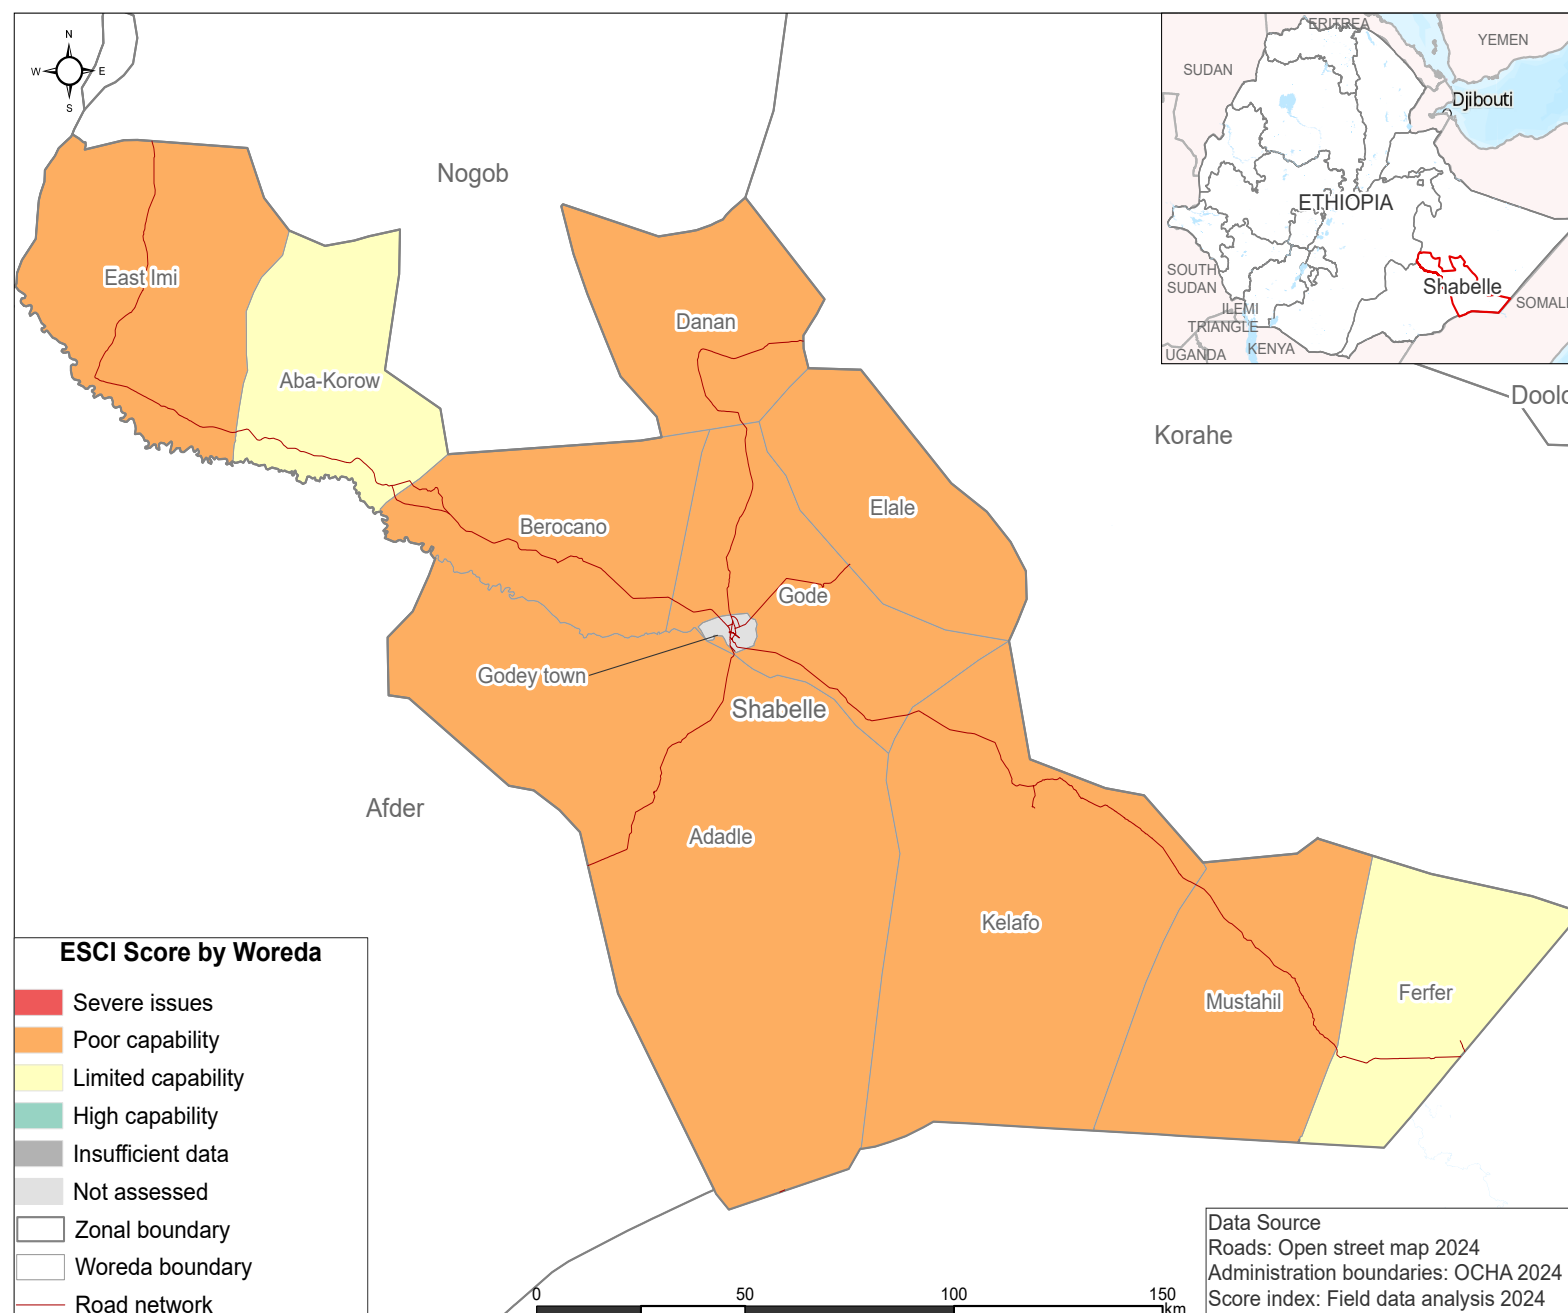 N
W
E
S
Nogob
East Imi
Danan
Aba-Korow
Korahe
Doolo
Elale
Berocano
Gode
Godey town
Shabelle
Afder
Adadle
Kelafo
Mustahil
Ferfer
ERITREA
YEMEN
SUDAN
Djibouti
ETHIOPIA
SOUTH
SUDAN
Shabelle
SOMALI
ILEMI
TRIANGLE
UGANDA
KENYA
ESCI Score by Woreda
Severe issues
Poor capability
Limited capability
High capability
Insufficient data
Not assessed
Zonal boundary
Woreda boundary
Road network
0 50 100 150
km
Data Source
Roads: Open street map 2024
Administration boundaries: OCHA 2024
Score index: Field data analysis 2024